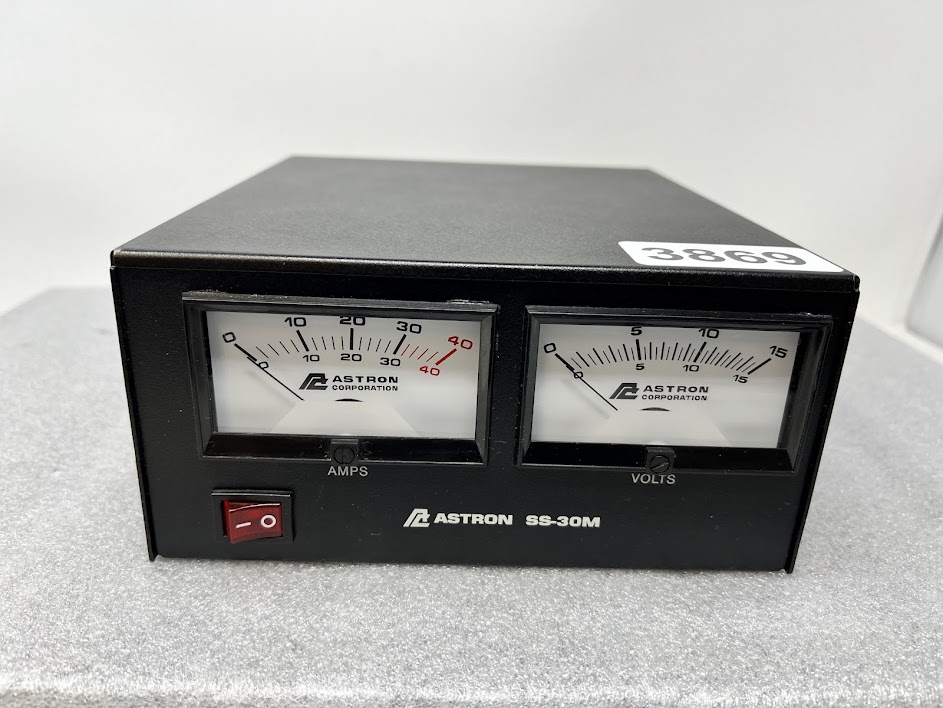 3869
0 10 20 30 40
0 10 20 30 40
ASTRON
CORPORATION
AMPS
0 5 10 15
0 5 10 15
ASTRON
CORPORATION
VOLTS
ASTRON SS-30M